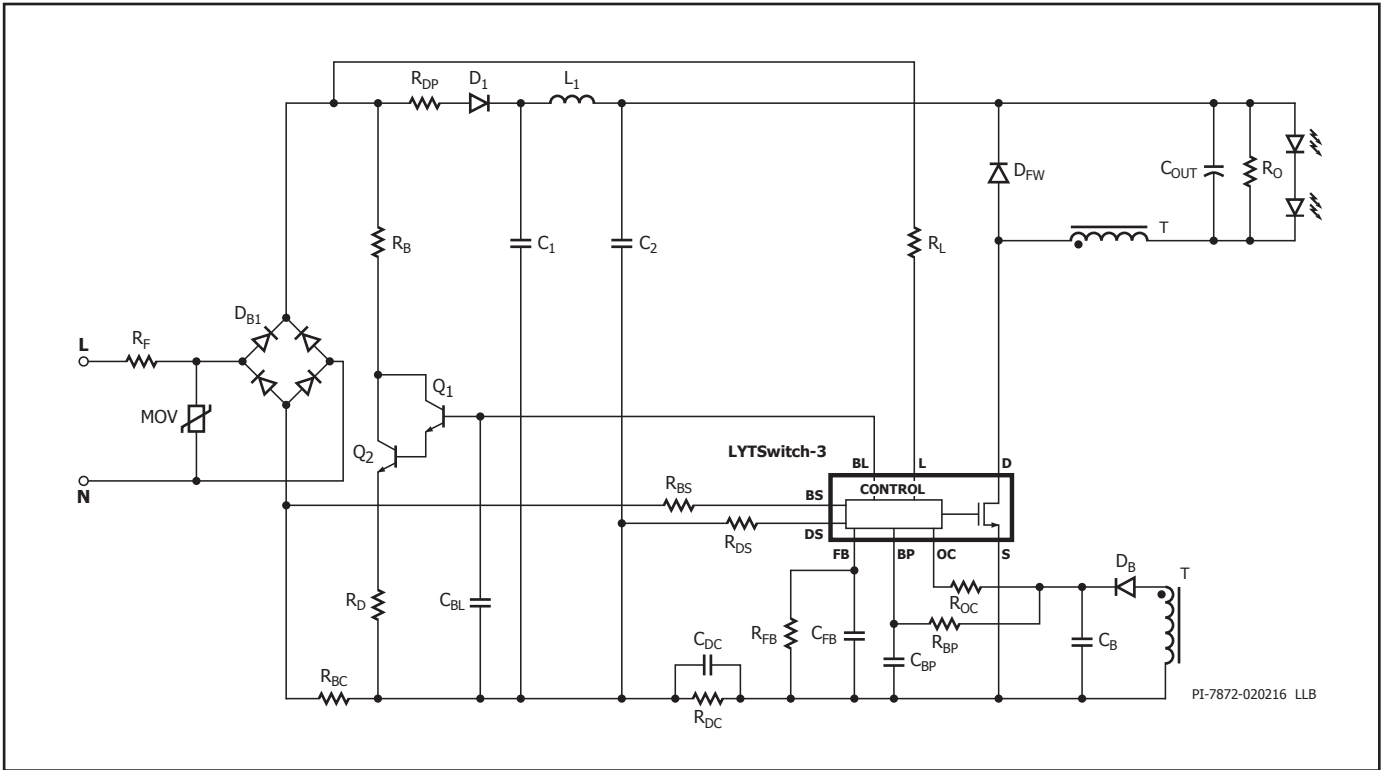 RDP
D1
L1
RB
C1
C2
RL
DFW
COUT
RO
T
DB1
L
RF
MOV
N
Q1
Q2
LYTSwitch-3
BL
L
D
CONTROL
BS
DS
RBS
RDS
FB
BP
OC
S
RD
CBL
RFB
CFB
ROC
RBP
CBP
DB
T
CB
CDC
RDC
RBC
PI-7872-020216 LLB